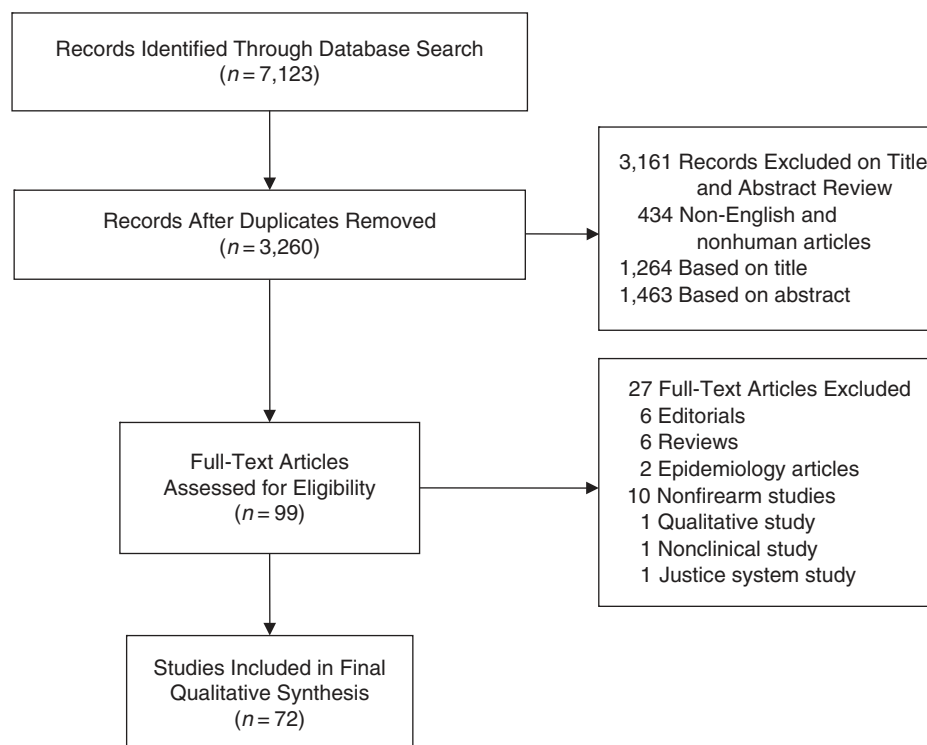 Records Identified Through Database Search
(n = 7,123)
Records After Duplicates Removed
(n = 3,260)
3,161 Records Excluded on Title
and Abstract Review
434 Non-English and
nonhuman articles
1,264 Based on title
1,463 Based on abstract
Full-Text Articles
Assessed for Eligibility
(n = 99)
27 Full-Text Articles Excluded
6 Editorials
6 Reviews
2 Epidemiology articles
10 Nonfirearm studies
1 Qualitative study
1 Nonclinical study
1 Justice system study
Studies Included in Final
Qualitative Synthesis
(n = 72)